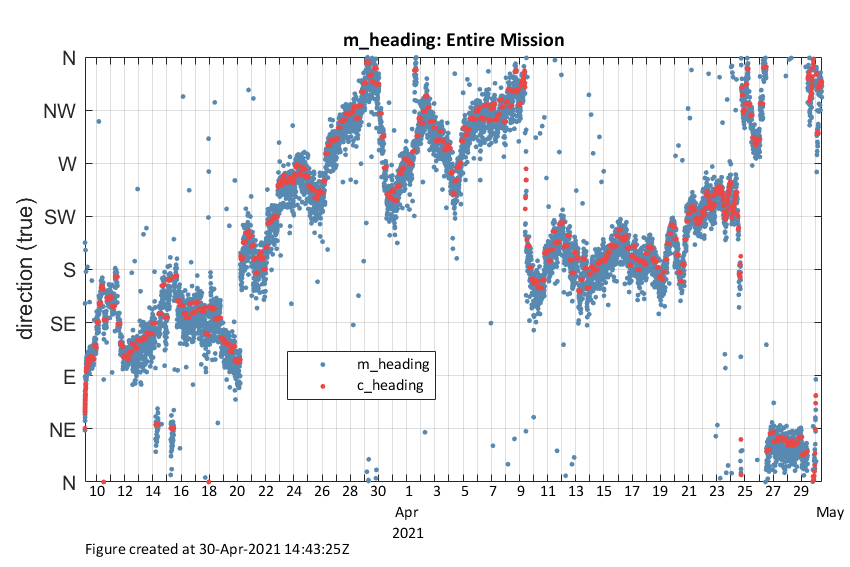 m_heading: Entire Mission
direction (true)
N
NW
W
SW
S
SE
E
NE
N
m_heading
c_heading
10 12 14 16 18 20 22 24 26 28 30 1 3 5 7 9 11 13 15 17 19 21 23 25 27 29
Apr May
2021
Figure created at 30-Apr-2021 14:43:25Z